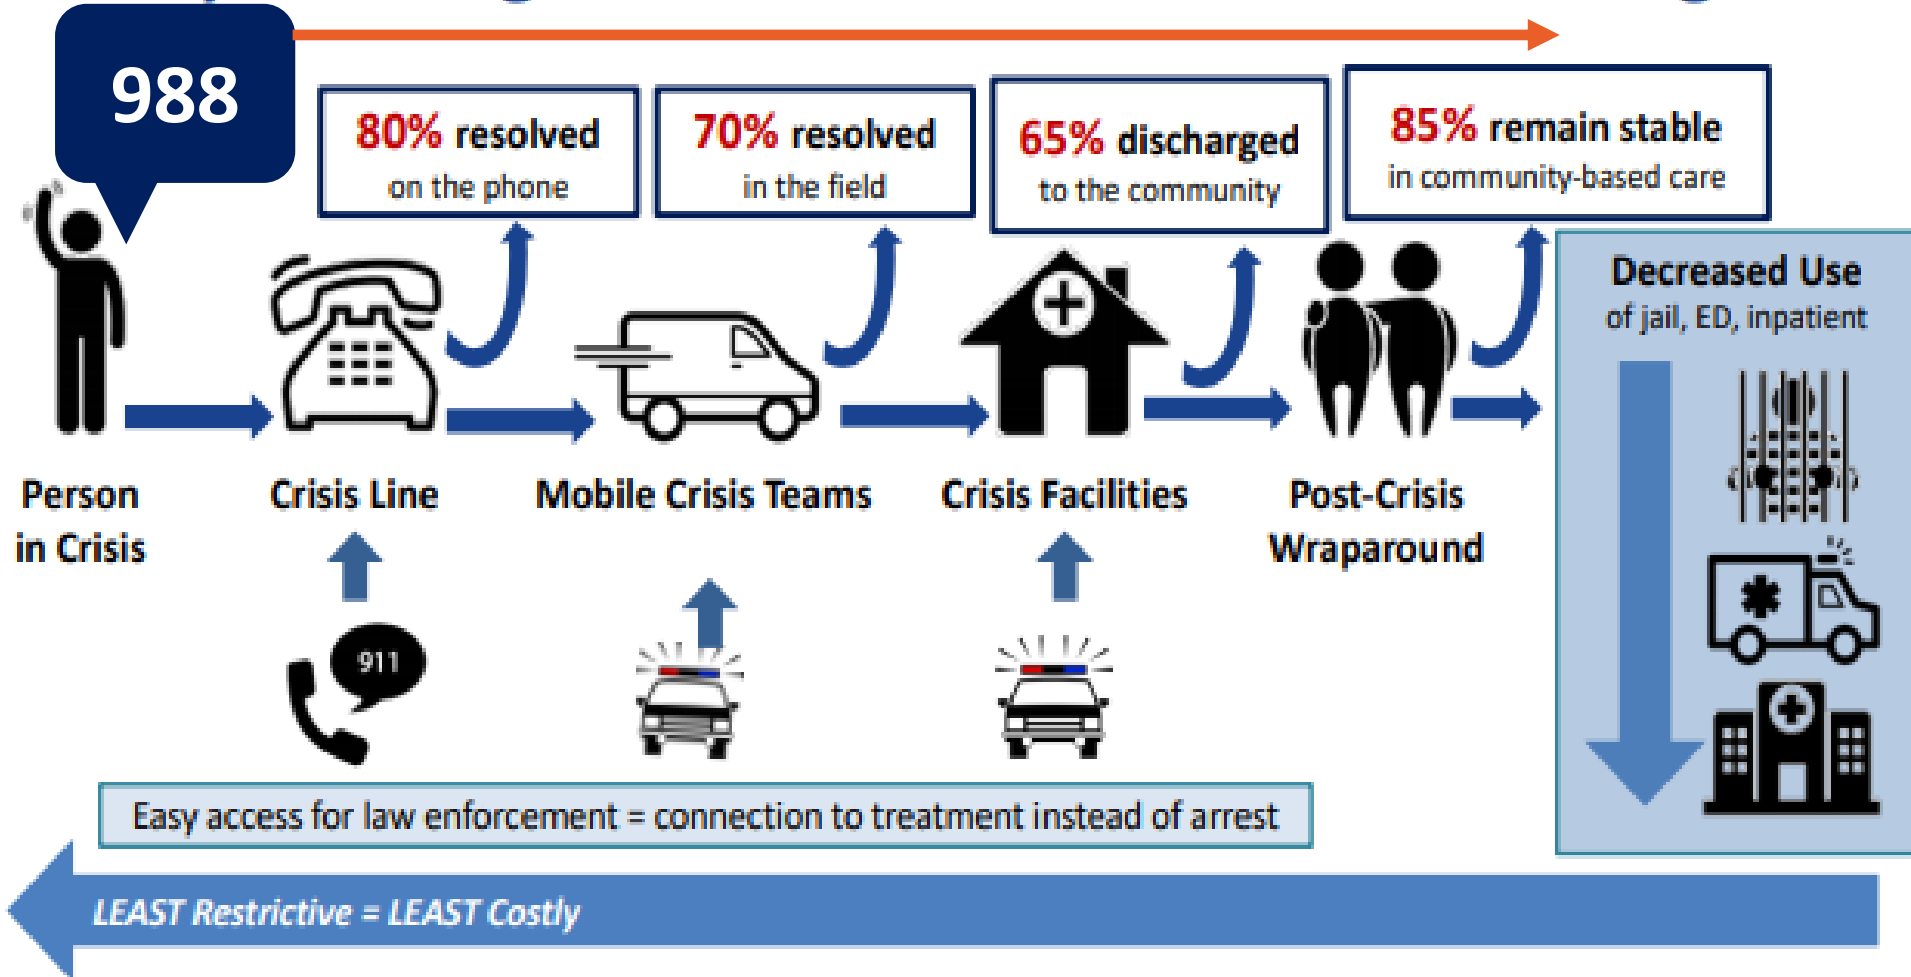 988
80% resolved
on the phone
70% resolved
in the field
65% discharged
to the community
85% remain stable
in community-based care
Decreased Use
of jail, ED, inpatient
Person
in Crisis
Crisis Line
Mobile Crisis Teams
Crisis Facilities
Post-Crisis
Wraparound
911
Easy access for law enforcement = connection to treatment instead of arrest
LEAST Restrictive = LEAST Costly